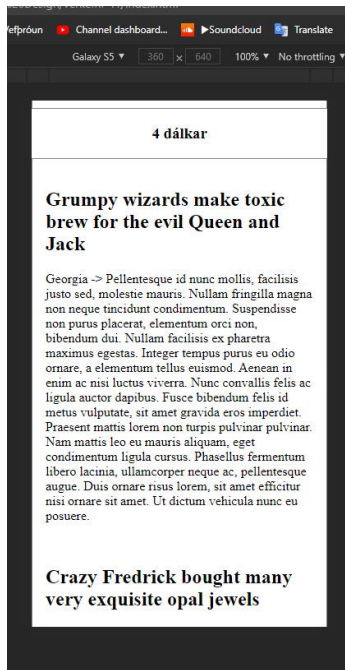 Vefþróun Channel dashboard... ▶Soundcloud Translate
Galaxy S5 ▼ 360 x 640 100% ▼ No throttling ▼
4 dálkar
Grumpy wizards make toxic
brew for the evil Queen and
Jack
Georgia -> Pellentesque id nunc mollis, facilisis
justo sed, molestie mauris. Nullam fringilla magna
non neque tincidunt condimentum. Suspendisse
non purus placerat, elementum orci non,
bibendum dui. Nullam facilisis ex pharetra
maximus egestas. Integer tempus purus eu odio
ornare, a elementum tellus euismod. Aenean in
enim ac nisi luctus viverra. Nunc convallis felis ac
ligula auctor dapibus. Fusce bibendum felis id
metus vulputate, sit amet gravida eros imperdiet.
Praesent mattis lorem non turpis pulvinar pulvinar.
Nam mattis leo eu mauris aliquam, eget
condimentum ligula cursus. Phasellus fermentum
libero lacinia, ullamcorper neque ac, pellentesque
augue. Duis ornare risus lorem, sit amet efficitur
nisi ornare sit amet. Ut dictum vehicula nunc eu
posuere.
Crazy Fredrick bought many
very exquisite opal jewels